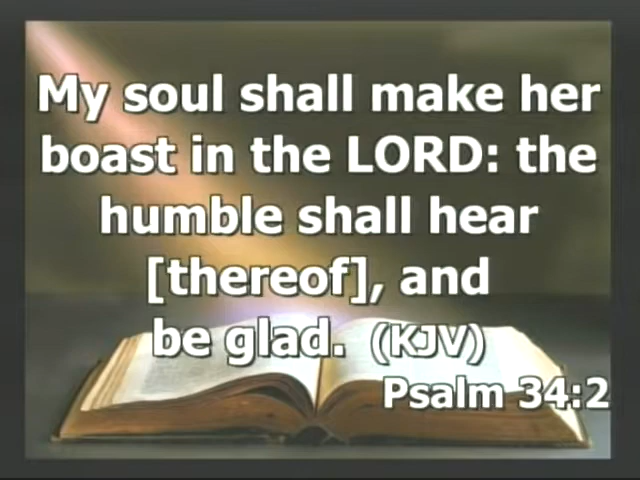 My soul shall make her
boast in the LORD: the
humble shall hear
[thereof], and
be glad. (KJV)
Psalm 34:2